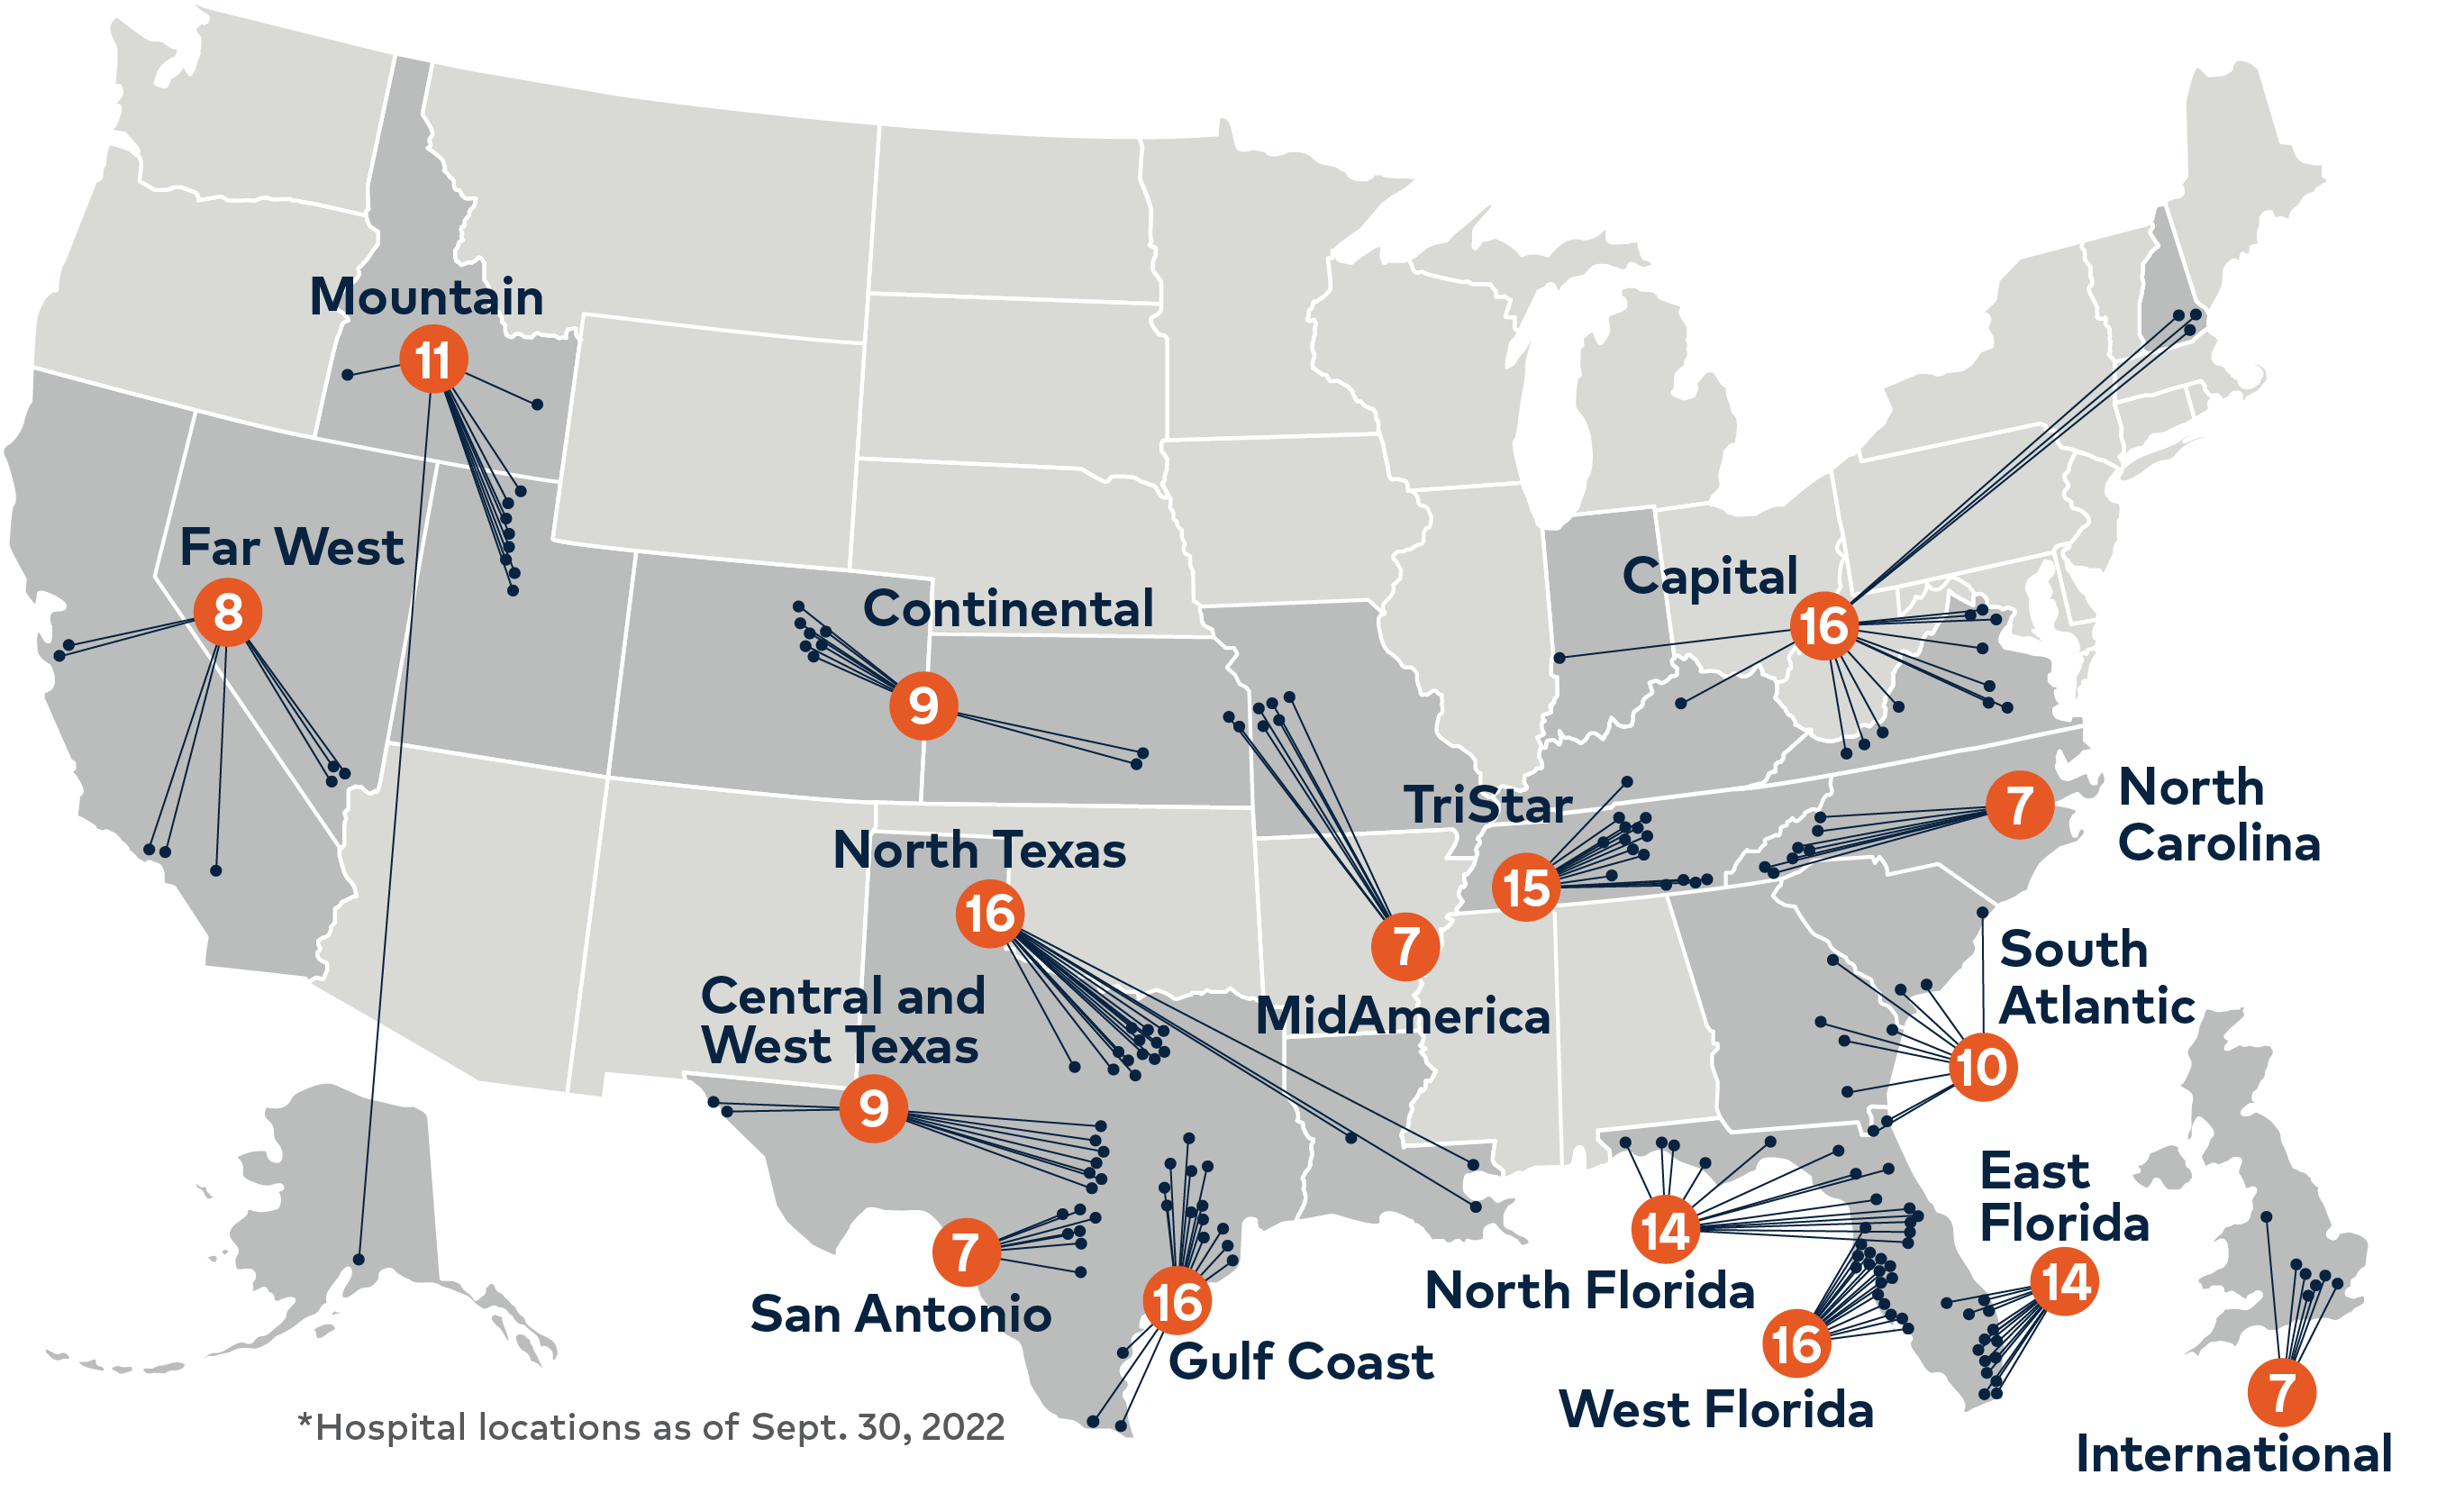 Mountain
11
Far West
8
Continental
9
Capital
16
TriStar
15
North
Carolina
7
North Texas
16
MidAmerica
7
South
Atlantic
10
Central and
West Texas
9
San Antonio
7
Gulf Coast
16
North Florida
14
East
Florida
14
West Florida
16
International
7
*Hospital locations as of Sept. 30, 2022